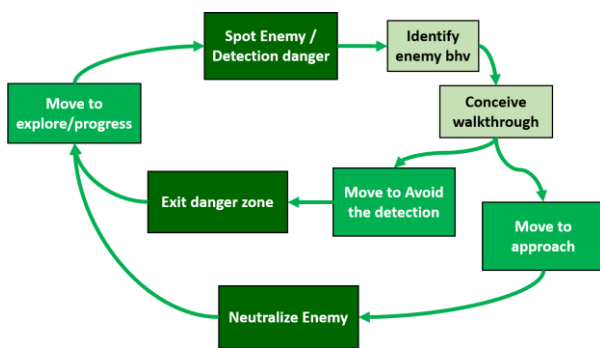 Spot Enemy /
Detection danger
Identify
enemy bhv
Move to
explore/progress
Conceive
walkthrough
Exit danger zone
Move to Avoid
the detection
Move to
approach
Neutralize Enemy